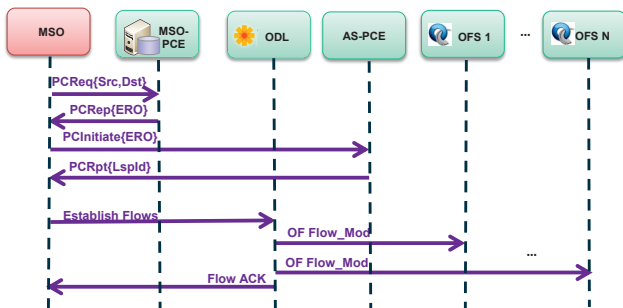 MSO
MSO-
PCE
ODL
AS-PCE
OFS 1
...
OFS N
PCReq{Src,Dst}
PCRep{ERO}
PCInitiate{ERO}
PCRpt{LspId}
Establish Flows
OF Flow_Mod
...
OF Flow_Mod
Flow ACK